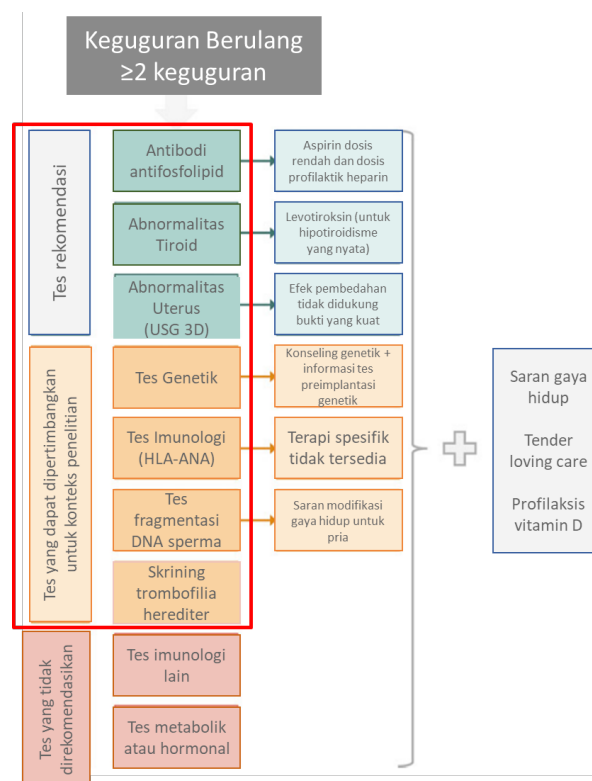 Keguguran Berulang
≥2 keguguran
Tes rekomendasi
Antibodi
antifosfolipid
Aspirin dosis
rendah dan dosis
profilaktik heparin
Abnormalitas
Tiroid
Levotiroksin (untuk
hipotiroidisme
yang nyata)
Abnormalitas
Uterus
(USG 3D)
Efek pembedahan
tidak didukung
bukti yang kuat
Tes yang dapat dipertimbangkan
untuk konteks penelitian
Tes Genetik
Konseling genetik +
informasi tes
preimplantasi
genetik
Tes Imunologi
(HLA-ANA)
Terapi spesifik
tidak tersedia
Tes
fragmentasi
DNA sperma
Saran modifikasi
gaya hidup untuk
pria
Skrining
trombofilia
herediter
Tes yang tidak
direkomendasikan
Tes imunologi
lain
Tes metabolik
atau hormonal
Saran gaya
hidup
Tender
loving care
Profilaksis
vitamin D